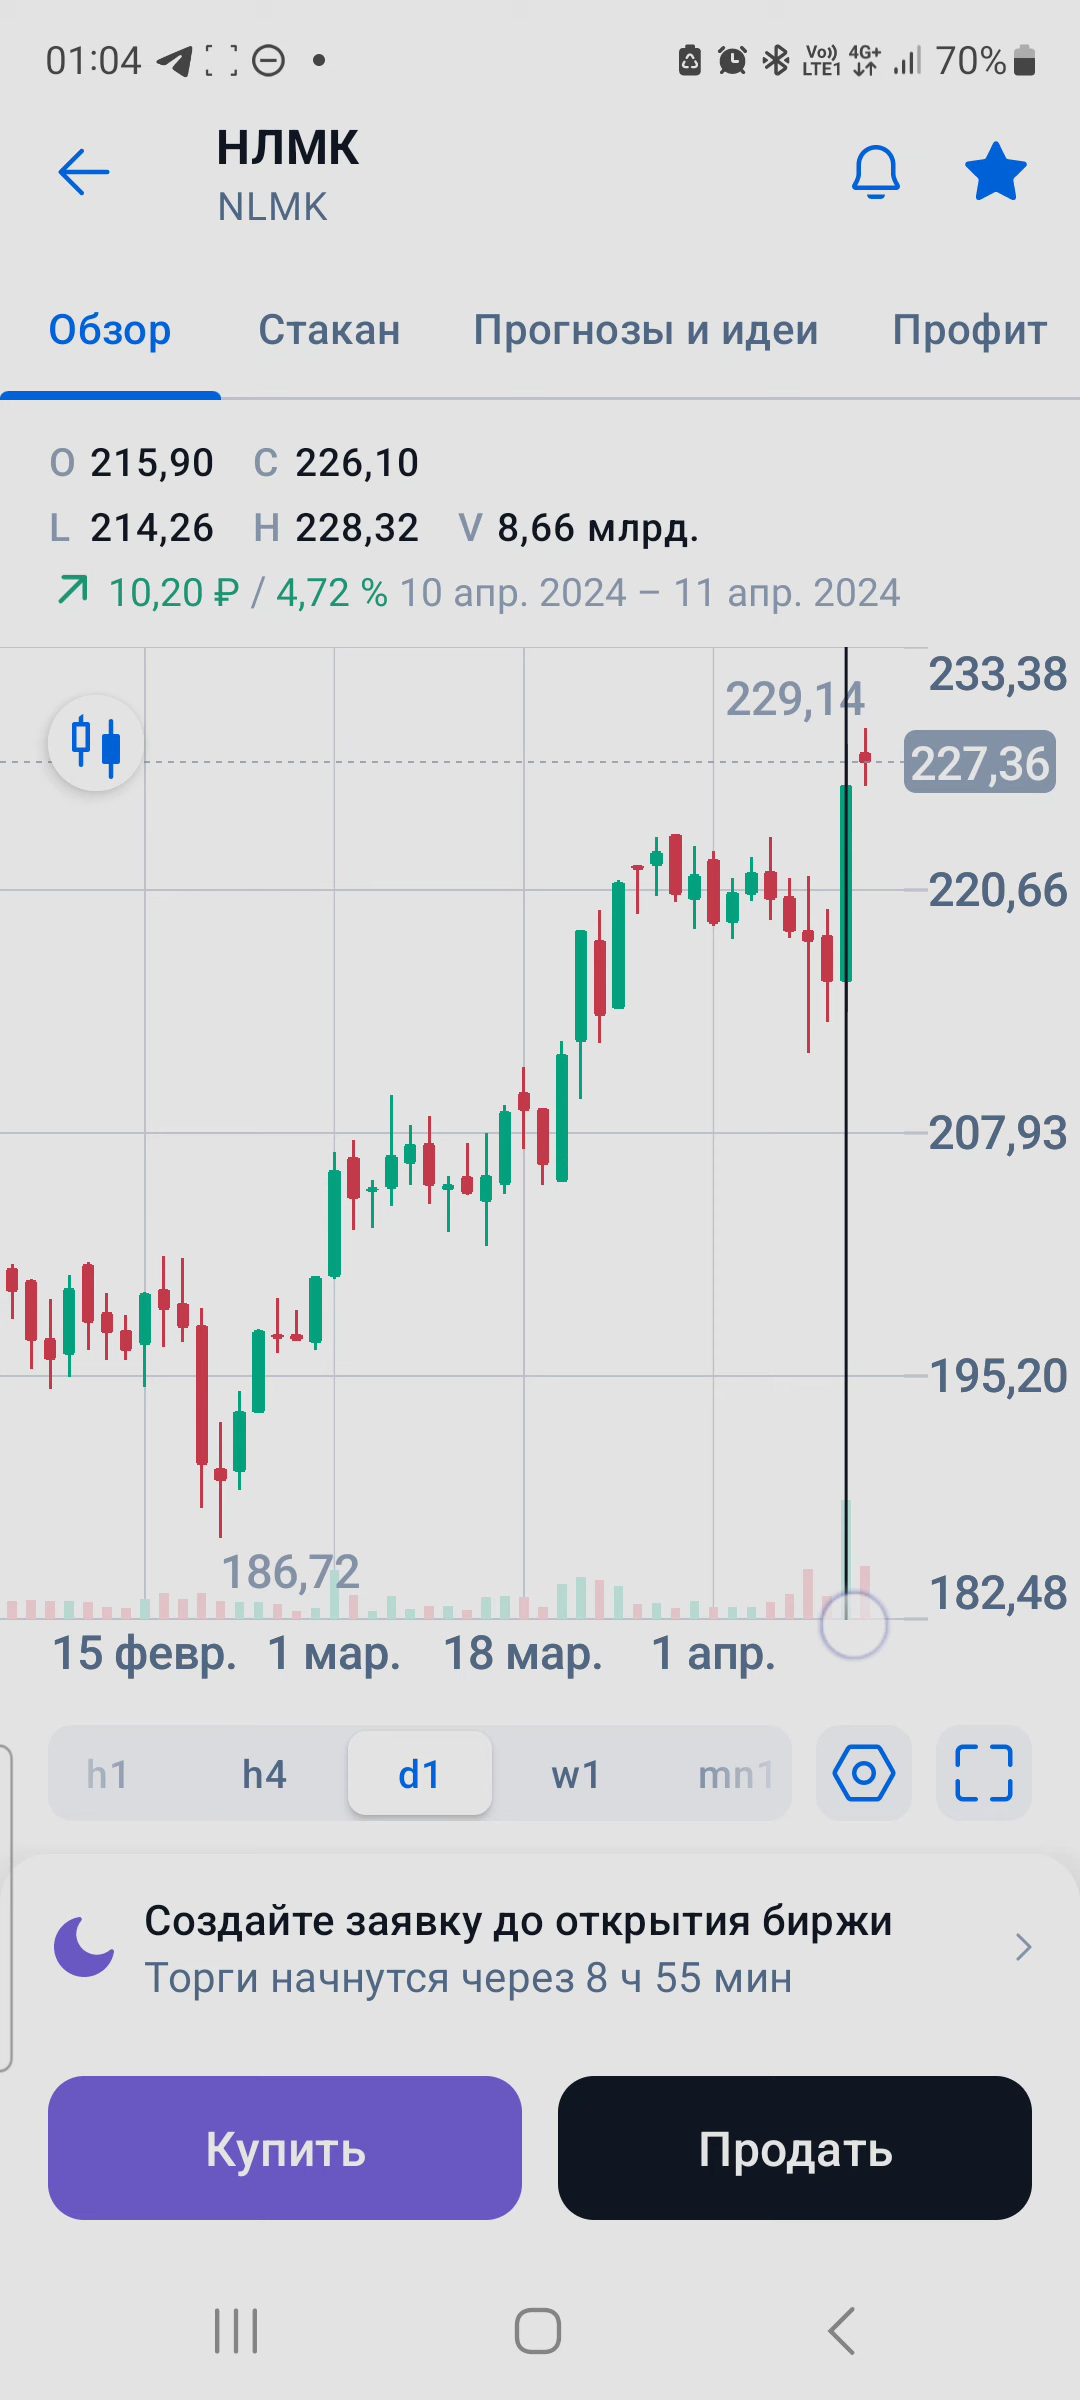 01:04 Vo)) LTE1 4G+ 70%
НЛМК
NLMK
Обзор Стакан Прогнозы и идеи Профит
O 215,90 C 226,10
L 214,26 H 228,32 V 8,66 млрд.
10,20 ₽ / 4,72 % 10 апр. 2024 – 11 апр. 2024
233,38
229,14
227,36
220,66
207,93
195,20
186,72
182,48
15 февр. 1 мар. 18 мар. 1 апр.
h1 h4 d1 w1 mn1
Создайте заявку до открытия биржи
Торги начнутся через 8 ч 55 мин
Купить Продать